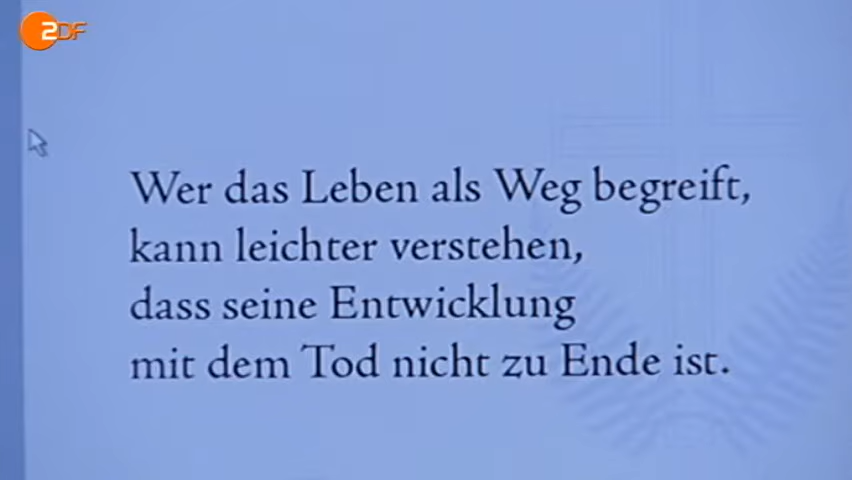 ZDF
Wer das Leben als Weg begreift,
kann leichter verstehen,
dass seine Entwicklung
mit dem Tod nicht zu Ende ist.